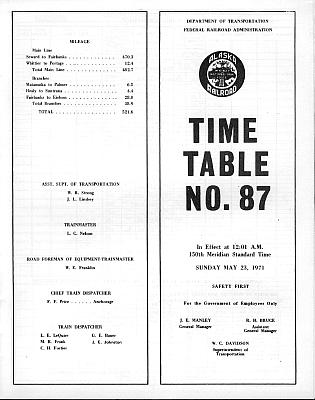 MILEAGE
Main Line
Seward to Fairbanks . . . . . . . . . . . . . 470.3
Whittier to Portage . . . . . . . . . . . . . 12.4
Total Main Line . . . . . . . . . . . . 482.7
Branches
Matanuska to Palmer . . . . . . . . . . . . 6.5
Healy to Suntrana . . . . . . . . . . . . . 4.4
Fairbanks to Eielson . . . . . . . . . . . . 28.0
Total Branches . . . . . . . . . . . . 38.9
TOTAL . . . . . . . . . . . . . . . . 521.6
ASST. SUPT. OF TRANSPORTATION
W. R. Strong
J. L. Lindsey
TRAINMASTER
L. C. Nelson
ROAD FOREMAN OF EQUIPMENT-TRAINMASTER
W. E. Franklin
CHIEF TRAIN DISPATCHER
F. F. Price . . . . . . Anchorage
TRAIN DISPATCHER
L. E. LeQuire G. E. Bauer
M. R. Frank J. E. Johnston
C. H. Fortier
DEPARTMENT OF TRANSPORTATION
FEDERAL RAILROAD ADMINISTRATION
ALASKA
RAILROAD
TIME
TABLE
NO. 87
In Effect at 12:01 A.M.
150th Meridian Standard Time
SUNDAY MAY 23, 1971
SAFETY FIRST
For the Government of Employees Only
J. E. MANLEY R. H. BRUCE
General Manager Assistant
General Manager
W. C. DAVIDSON
Superintendent of
Transportation